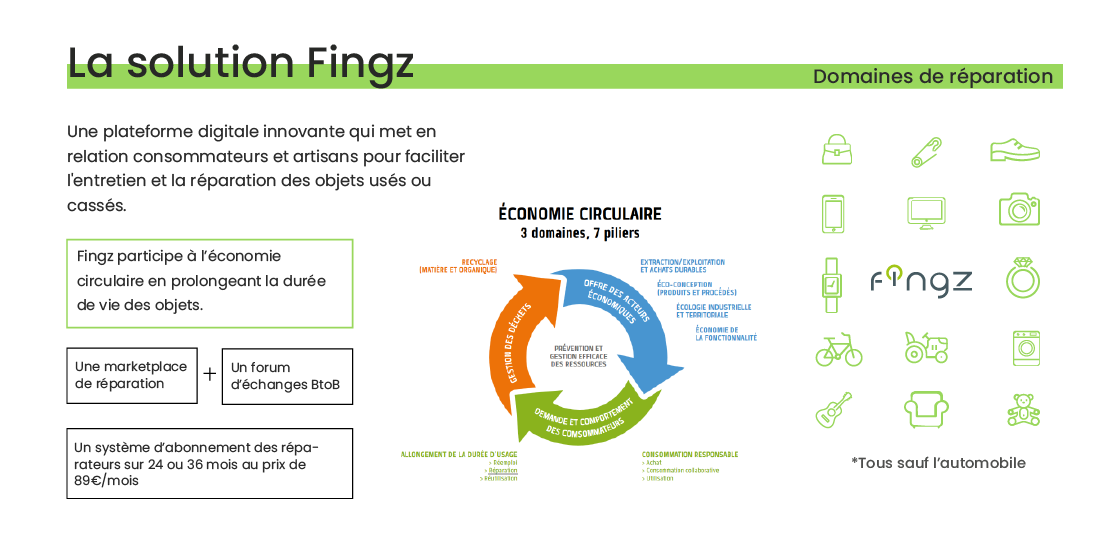 La solution Fingz
Domaines de réparation
Une plateforme digitale innovante qui met en
relation consommateurs et artisans pour faciliter
l'entretien et la réparation des objets usés ou
cassés.
Fingz participe à l'économie
circulaire en prolongeant la durée
de vie des objets.
Une marketplace
de réparation
+
Un forum
d'échanges BtoB
Un système d'abonnement des répa-
rateurs sur 24 ou 36 mois au prix de
89€/mois
ÉCONOMIE CIRCULAIRE
3 domaines, 7 piliers
RECYCLAGE
(MATIÈRE ET ORGANIQUE)
EXTRACTION/EXPLOITATION
ET ACHATS DURABLES
ÉCO-CONCEPTION
(PRODUITS ET PROCÉDÉS)
ÉCOLOGIE INDUSTRIELLE
ET TERRITORIALE
ÉCONOMIE DE
LA FONCTIONNALITÉ
OFFRE DES ACTEURS
ÉCONOMIQUES
GESTION DES DÉCHETS
PRÉVENTION ET
GESTION EFFICACE
DES RESSOURCES
DEMANDE ET COMPORTEMENT
DES CONSOMMATEURS
ALLONGEMENT DE LA DURÉE D'USAGE
> Réemploi
> Réparation
> Réutilisation
CONSOMMATION RESPONSABLE
> Achat
> Consommation collaborative
> Utilisation
fingz
*Tous sauf l'automobile